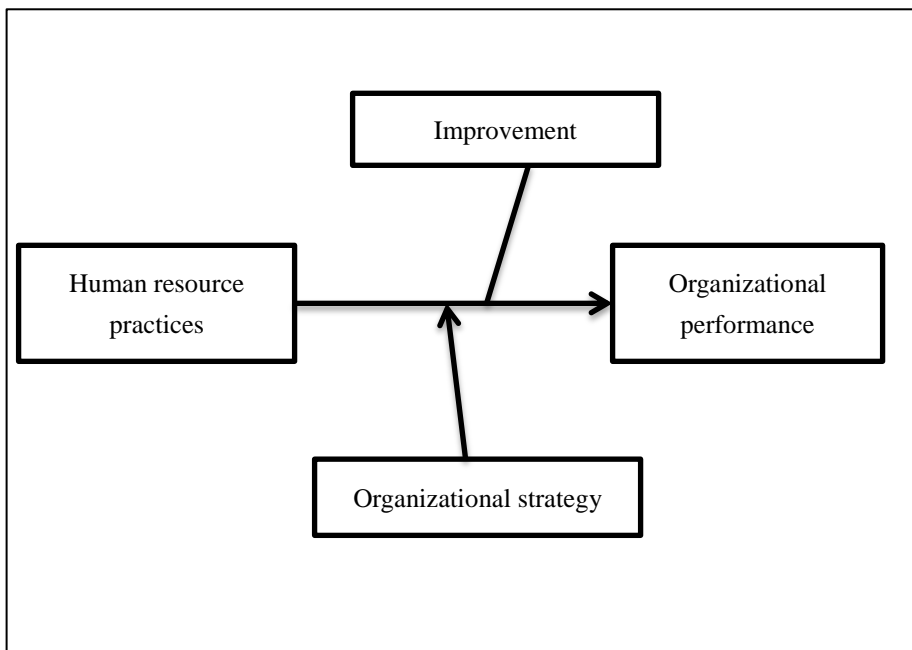 Improvement
Human resource
practices
Organizational
performance
Organizational strategy